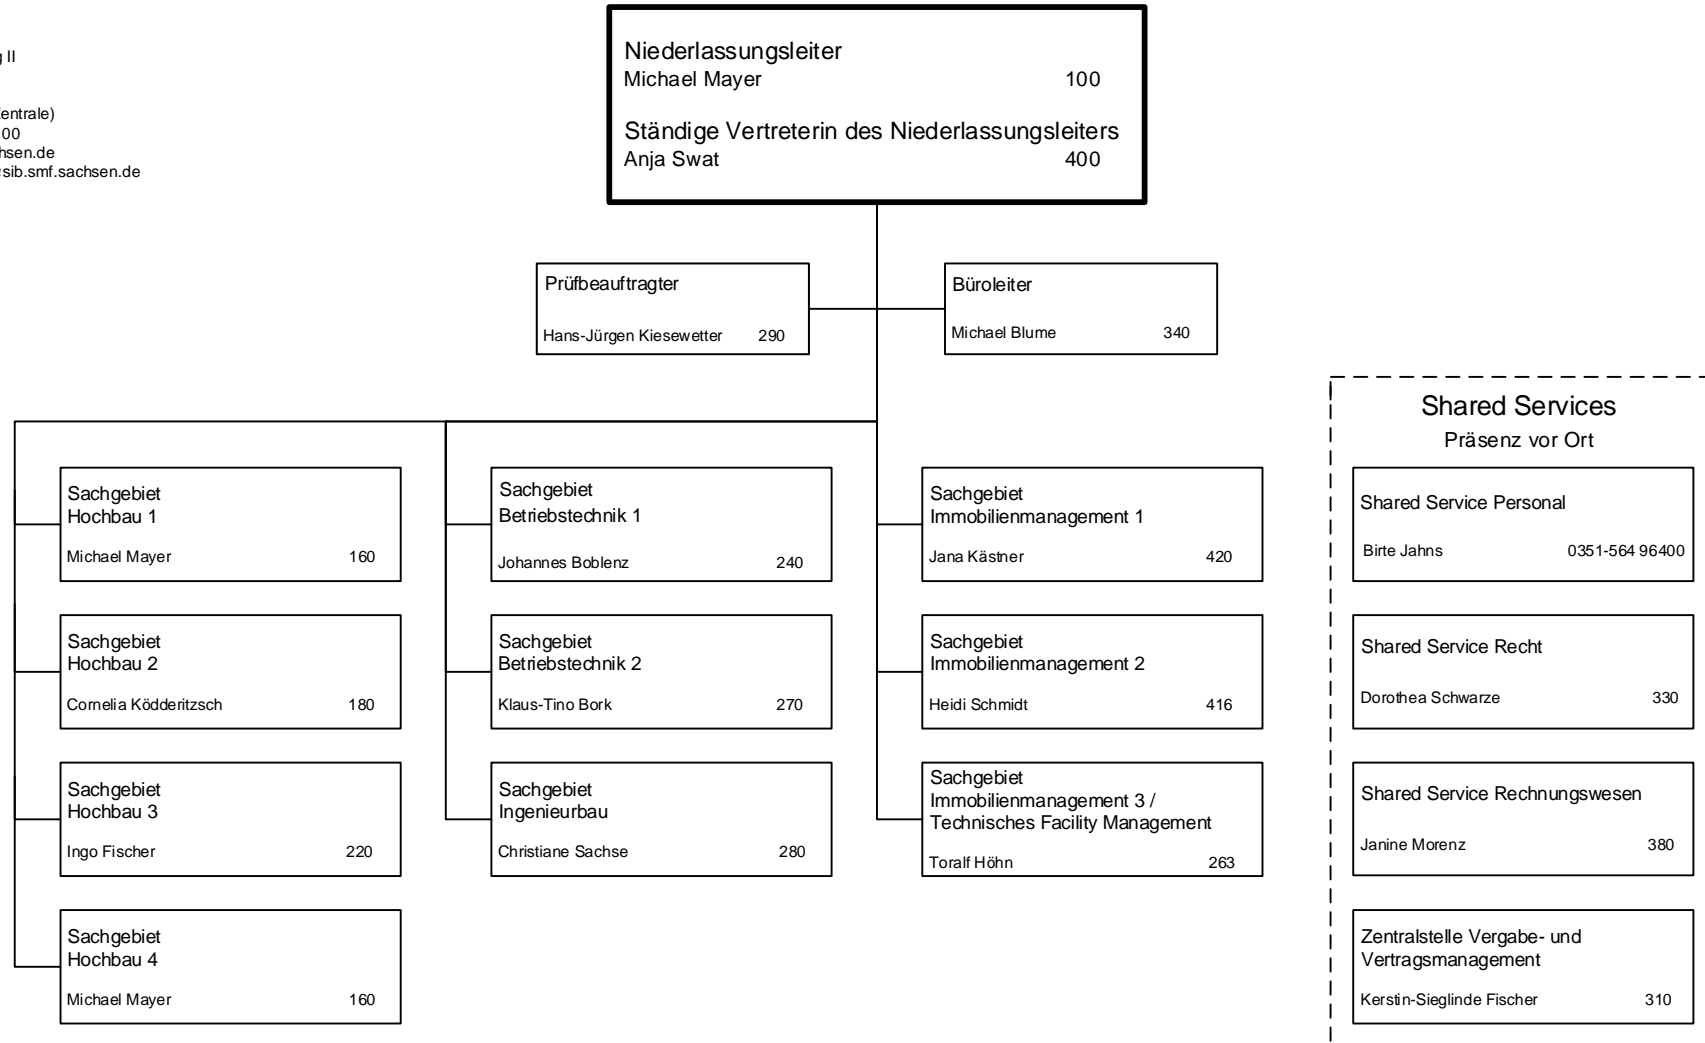 II
00
sib.smf.sachsen.de
Niederlassungsleiter
Michael Mayer 100
Ständige Vertreterin des Niederlassungsleiters
Anja Swat 400
Prüfbeauftragter
Hans-Jürgen Kiesewetter 290
Büroleiter
Michael Blume 340
Sachgebiet
Hochbau 1
Michael Mayer 160
Sachgebiet
Hochbau 2
Cornelia Ködderitzsch 180
Sachgebiet
Hochbau 3
Ingo Fischer 220
Sachgebiet
Hochbau 4
Michael Mayer 160
Sachgebiet
Betriebstechnik 1
Johannes Boblenz 240
Sachgebiet
Betriebstechnik 2
Klaus-Tino Bork 270
Sachgebiet
Ingenieurbau
Christiane Sachse 280
Sachgebiet
Immobilienmanagement 1
Jana Kästner 420
Sachgebiet
Immobilienmanagement 2
Heidi Schmidt 416
Sachgebiet
Immobilienmanagement 3 /
Technisches Facility Management
Toralf Höhn 263
Shared Services
Präsenz vor Ort
Shared Service Personal
Birte Jahns 0351-564 96400
Shared Service Recht
Dorothea Schwarze 330
Shared Service Rechnungswesen
Janine Morenz 380
Zentralstelle Vergabe- und
Vertragsmanagement
Kerstin-Sieglinde Fischer 310